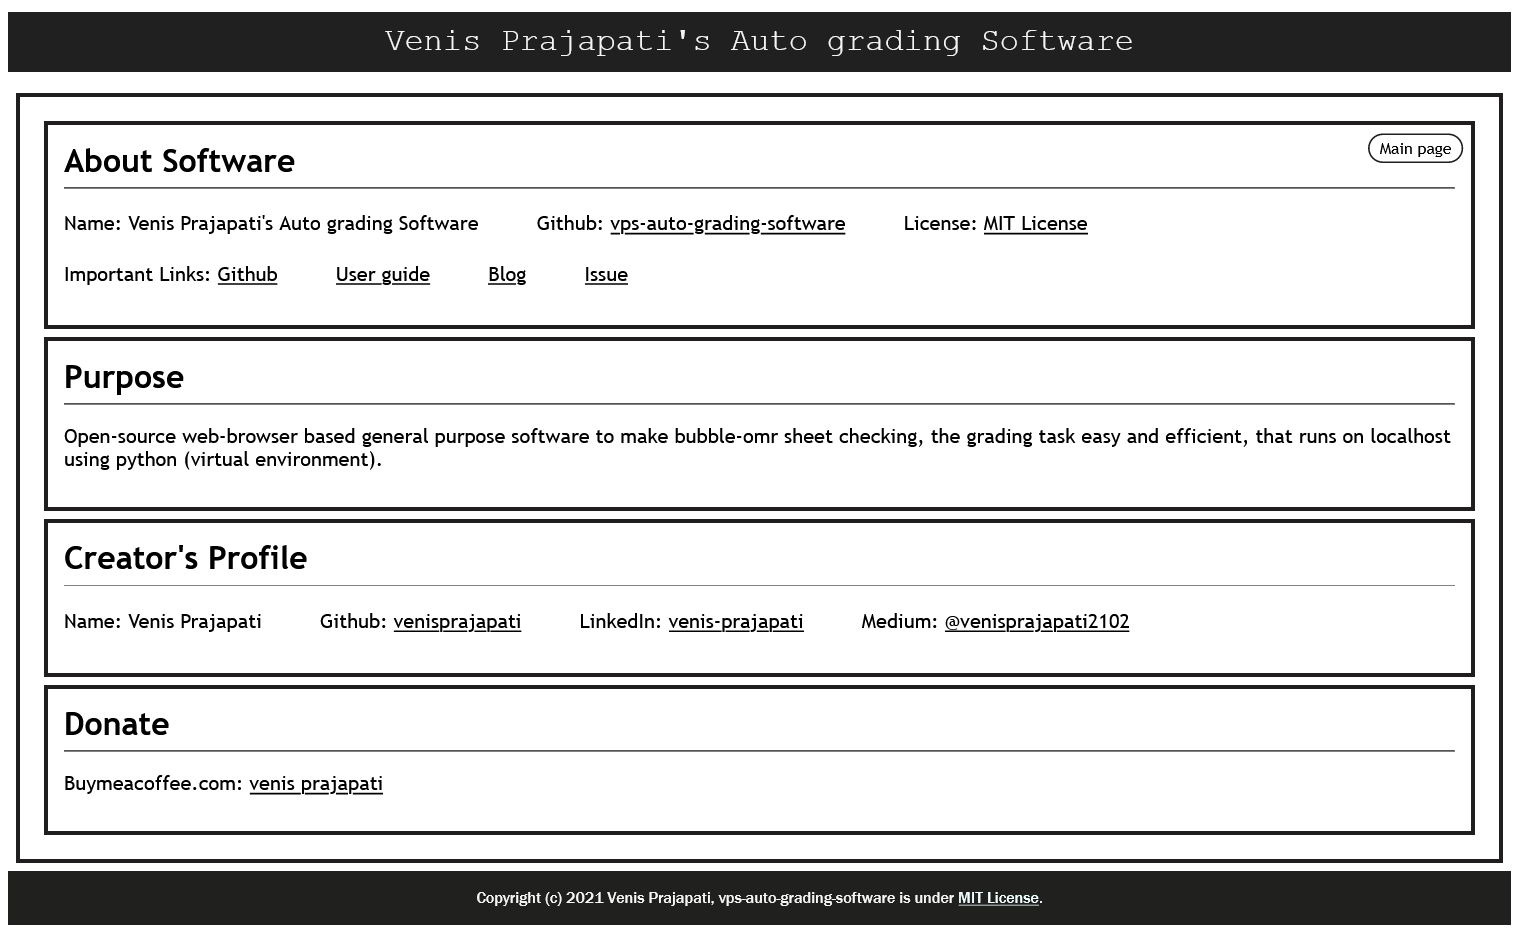 Venis Prajapati's Auto grading Software
Main page
About Software
Name: Venis Prajapati's Auto grading Software Github: vps-auto-grading-software License: MIT License
Important Links: Github User guide Blog Issue
Purpose
Open-source web-browser based general purpose software to make bubble-omr sheet checking, the grading task easy and efficient, that runs on localhost
using python (virtual environment).
Creator's Profile
Name: Venis Prajapati Github: venisprajapati LinkedIn: venis-prajapati Medium: @venisprajapati2102
Donate
Buymeacoffee.com: venis prajapati
Copyright (c) 2021 Venis Prajapati, vps-auto-grading-software is under MIT License.